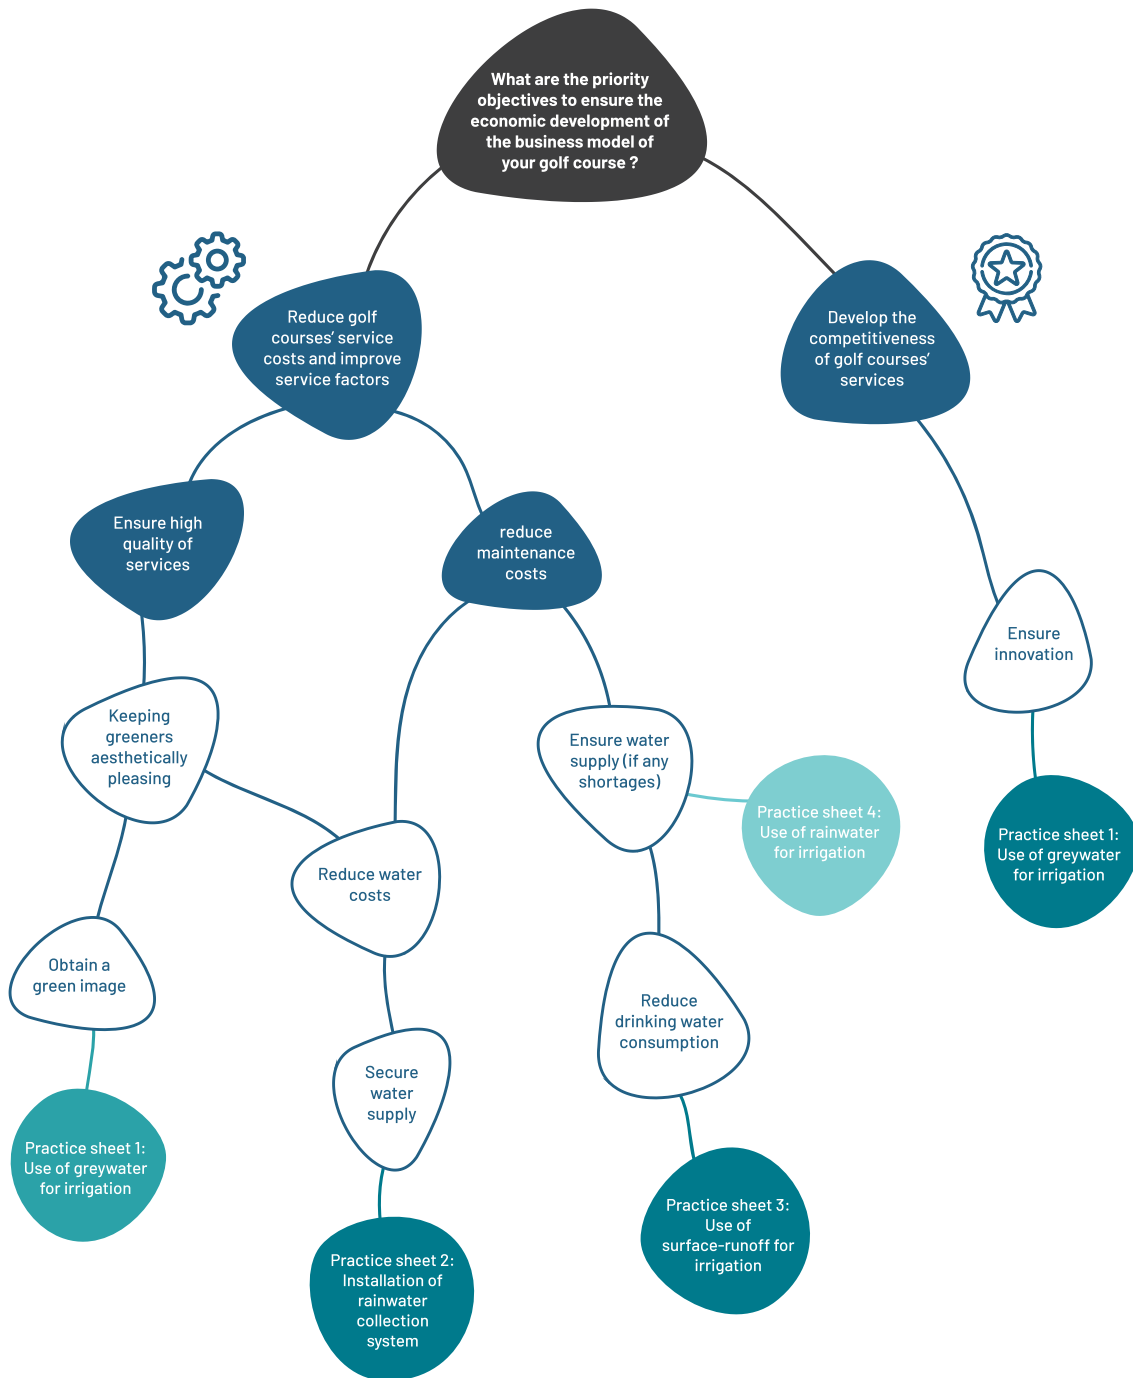 What are the priority
objectives to ensure the
economic development of
the business model of
your golf course ?
Reduce golf
courses’ service
costs and improve
service factors
Develop the
competitiveness
of golf courses’
services
Ensure high
quality of
services
reduce
maintenance
costs
Ensure
innovation
Keeping
greeners
aesthetically
pleasing
Ensure water
supply (if any
shortages)
Practice sheet 4:
Use of rainwater
for irrigation
Practice sheet 1:
Use of greywater
for irrigation
Reduce water
costs
Obtain a
green image
Reduce
drinking water
consumption
Secure
water
supply
Practice sheet 1:
Use of greywater
for irrigation
Practice sheet 3:
Use of
surface-runoff for
irrigation
Practice sheet 2:
Installation of
rainwater
collection
system